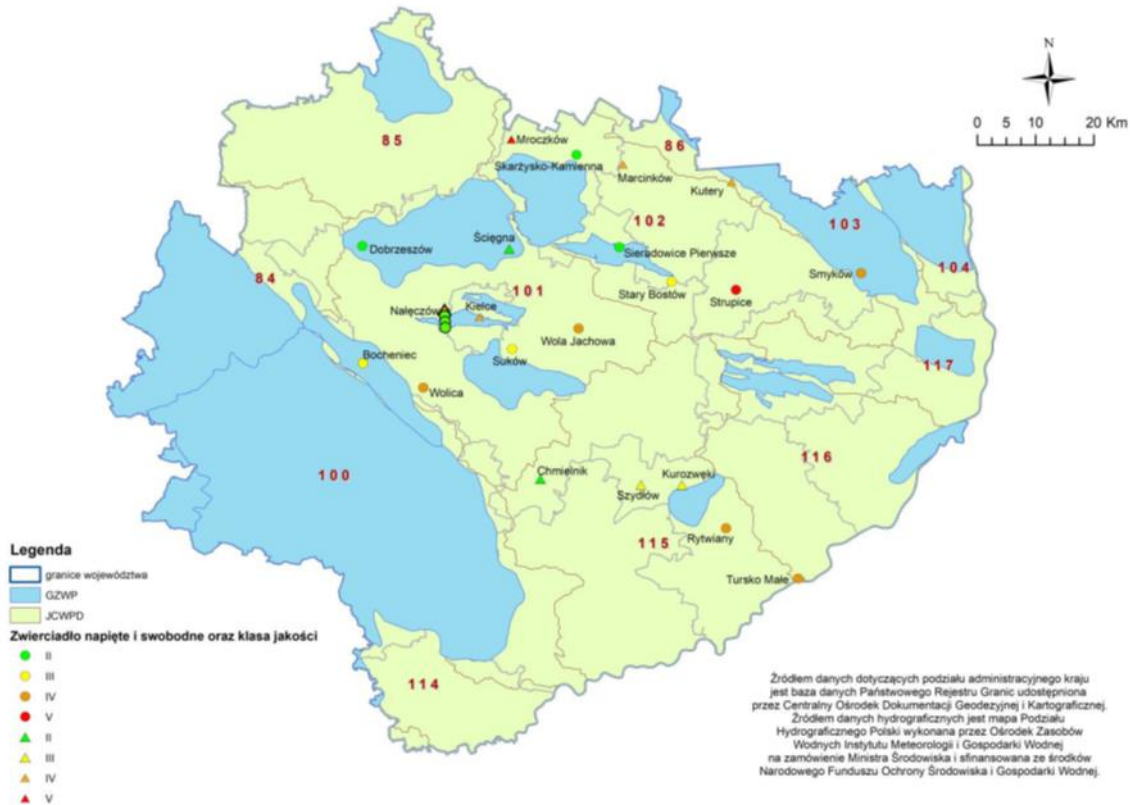 N
0 5 10 20 Km
85
Mroczków
Skarżysko-Kamienna
86
Marcinków
Kutery
102
103
Ścięgna
Dobrzeszów
Sieradowice Pierwsze
Smyków
104
84
101
Stary Bostów
Strupice
Nałęczów
Kielce
Wola Jachowa
Bocheniec
Suków
117
Wolica
116
100
Chmielnik
Kurozwęki
Szydłów
115
Rytwiany
Tursko Małe
114
Legenda
granice województwa
GZWP
JCWPD
Zwierciadło napięte i swobodne oraz klasa jakości
II
III
IV
V
II
III
IV
V
Źródłem danych dotyczących podziału administracyjnego kraju
jest baza danych Państwowego Rejestru Granic udostępniona
przez Centralny Ośrodek Dokumentacji Geodezyjnej i Kartograficznej.
Źródłem danych hydrograficznych jest mapa Podziału
Hydrograficznego Polski wykonana przez Ośrodek Zasobów
Wodnych Instytutu Meteorologii i Gospodarki Wodnej
na zamówienie Ministra Środowiska i sfinansowana ze środków
Narodowego Funduszu Ochrony Środowiska i Gospodarki Wodnej.